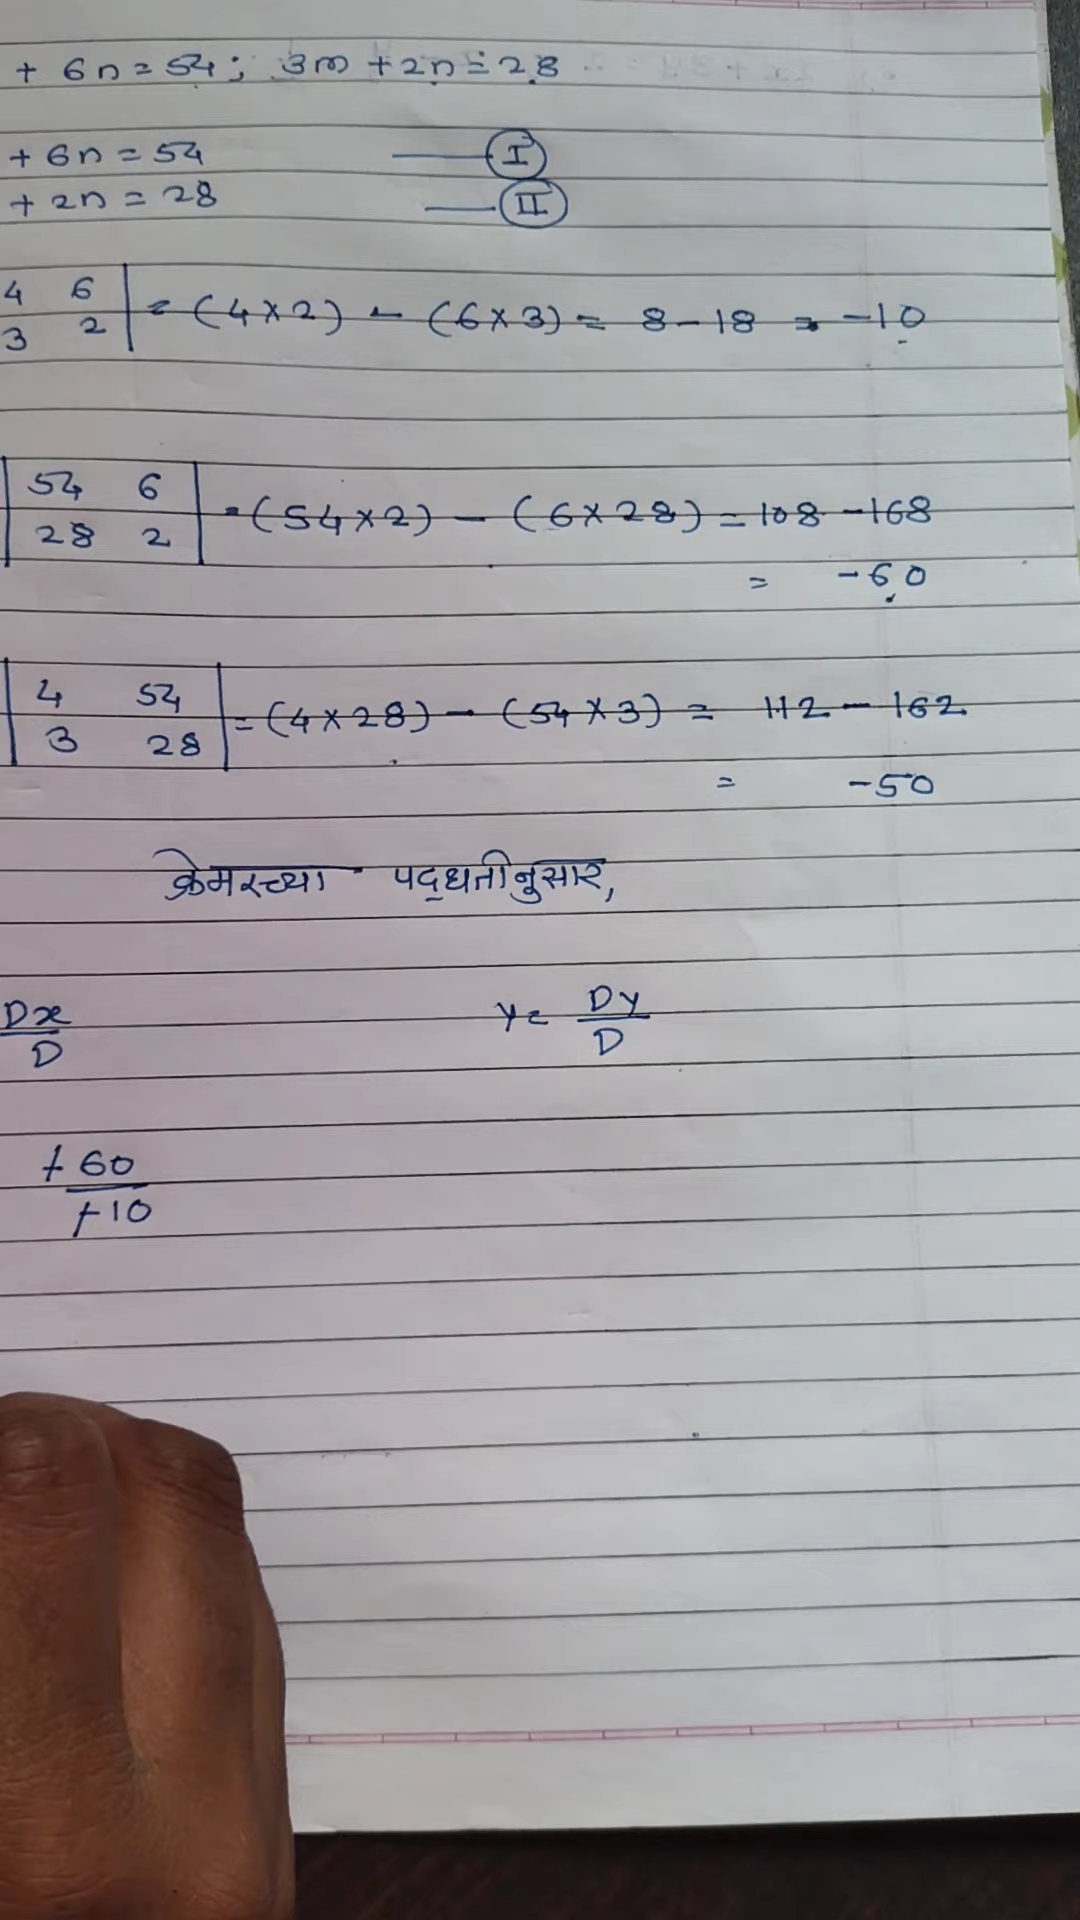 + 6n = 54 ; 3m + 2n = 28
+ 6n = 54 —— I
+ 2n = 28 —— II
4 6
3 2
= (4 × 2) - (6 × 3) = 8 - 18 = -10
54 6
28 2
= (54 × 2) - (6 × 28) = 108 - 168
= -60
4 54
3 28
= (4 × 28) - (54 × 3) = 112 - 162
= -50
क्रेमरच्या पद्धतीनुसार,
Dx
D
y = Dy
D
+ 60
+ 10